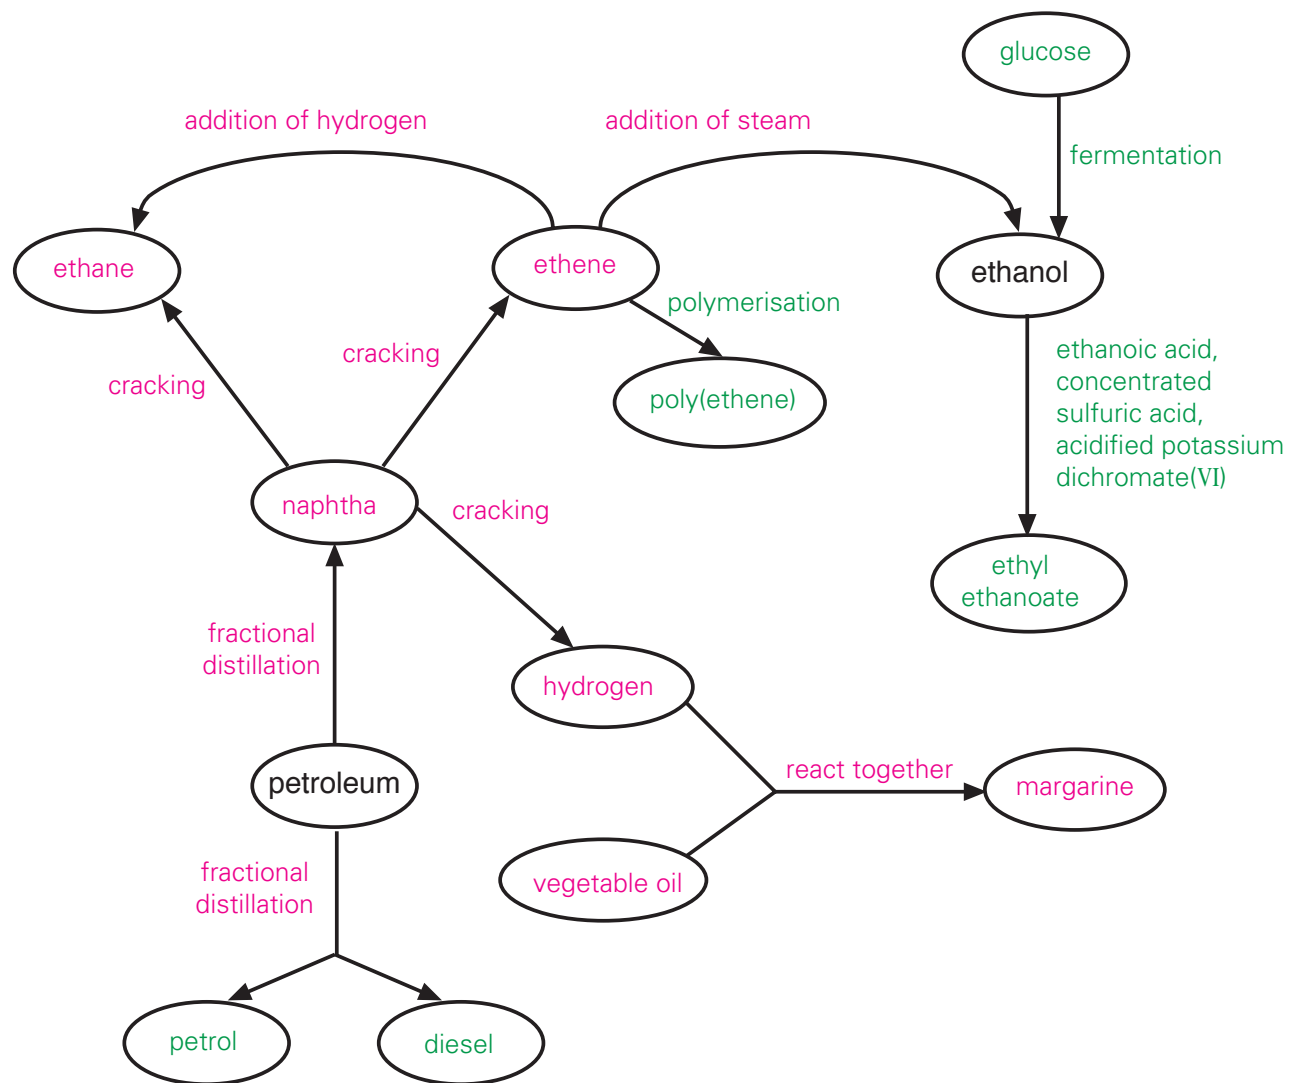 glucose
addition of hydrogen
addition of steam
fermentation
ethane
ethene
ethanol
polymerisation
cracking
cracking
poly(ethene)
ethanoic acid,
concentrated
sulfuric acid,
acidified potassium
dichromate(VI)
naphtha
cracking
ethyl
ethanoate
fractional
distillation
hydrogen
petroleum
react together
margarine
fractional
distillation
vegetable oil
petrol
diesel